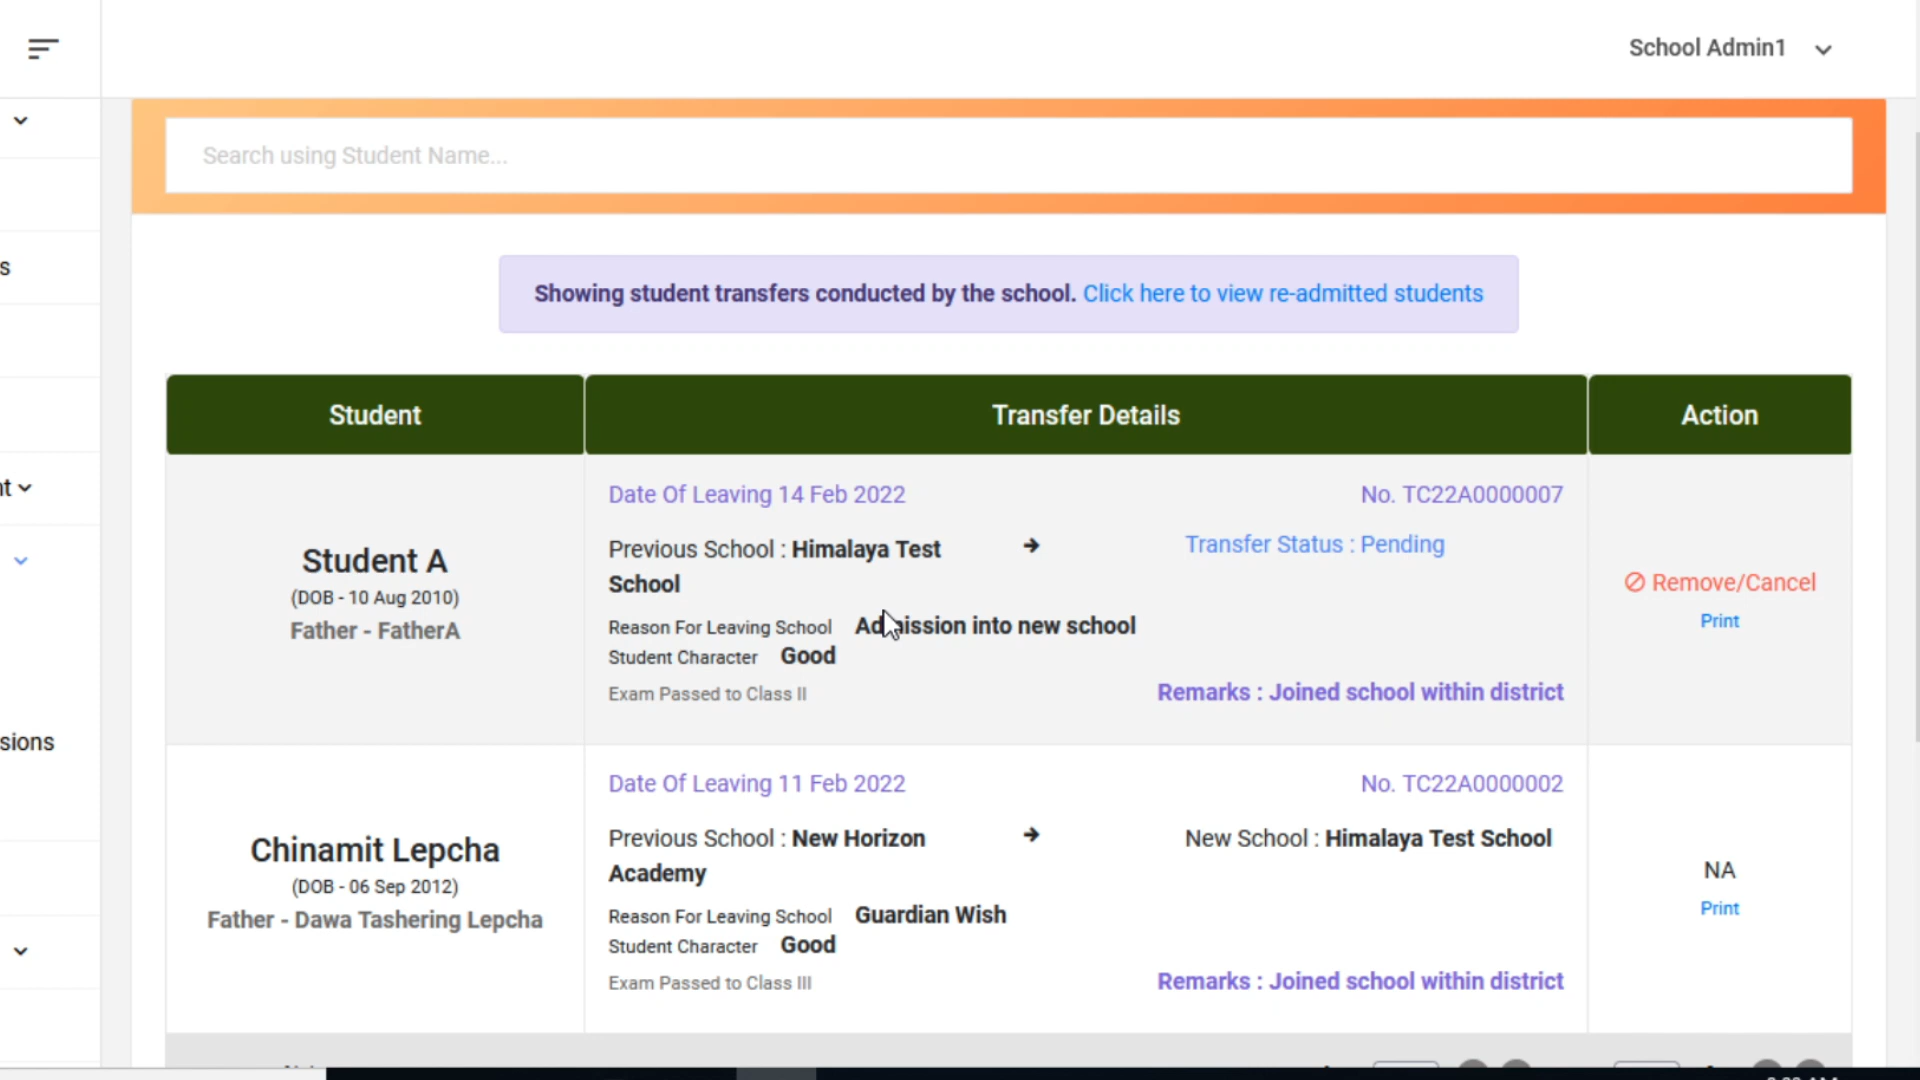 School Admin1
Search using Student Name...
s
Showing student transfers conducted by the school. Click here to view re-admitted students
Student Transfer Details Action
Date Of Leaving 14 Feb 2022 No. TC22A0000007
nt
Previous School : Himalaya Test School
Transfer Status : Pending
Student A
(DOB - 10 Aug 2010)
Father - FatherA
Remove/Cancel
Print
Reason For Leaving School Admission into new school
Student Character Good
Exam Passed to Class II Remarks : Joined school within district
sions
Date Of Leaving 11 Feb 2022 No. TC22A0000002
Previous School : New Horizon
Academy
New School : Himalaya Test School
Chinamit Lepcha
(DOB - 06 Sep 2012)
Father - Dawa Tashering Lepcha
NA
Print
Reason For Leaving School Guardian Wish
Student Character Good
Exam Passed to Class III Remarks : Joined school within district